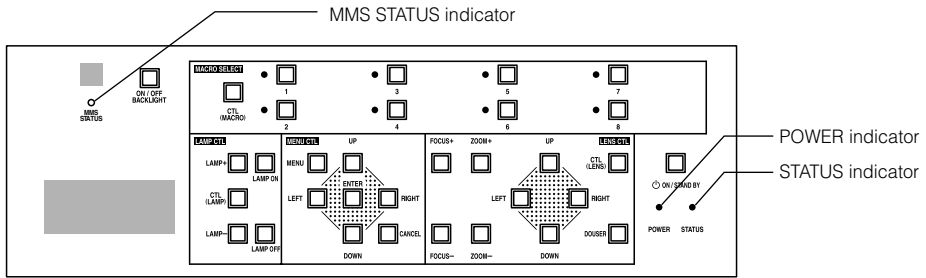 MMS STATUS indicator
MMS
STATUS
ON / OFF
BACKLIGHT
MACRO SELECT
CTL
(MACRO)
1
3
5
7
2
4
6
8
LAMP CTL
LAMP+
LAMP ON
CTL
(LAMP)
LAMP−
LAMP OFF
MENU CTL
UP
MENU
ENTER
LEFT
RIGHT
CANCEL
DOWN
FOCUS+
ZOOM+
UP
LENS CTL
CTL
(LENS)
LEFT
RIGHT
DOUSER
FOCUS−
ZOOM−
DOWN
⏻ ON / STAND BY
POWER
STATUS
POWER indicator
STATUS indicator